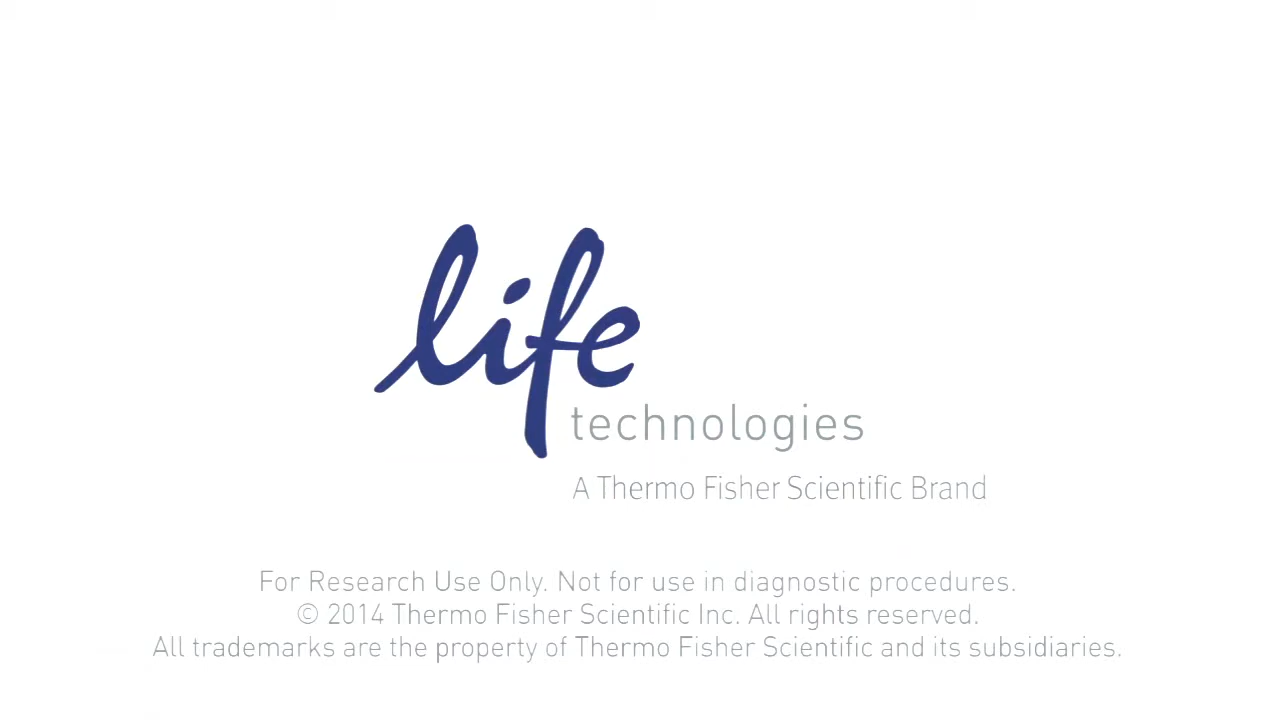 life
technologies
A Thermo Fisher Scientific Brand
For Research Use Only. Not for use in diagnostic procedures.
© 2014 Thermo Fisher Scientific Inc. All rights reserved.
All trademarks are the property of Thermo Fisher Scientific and its subsidiaries.